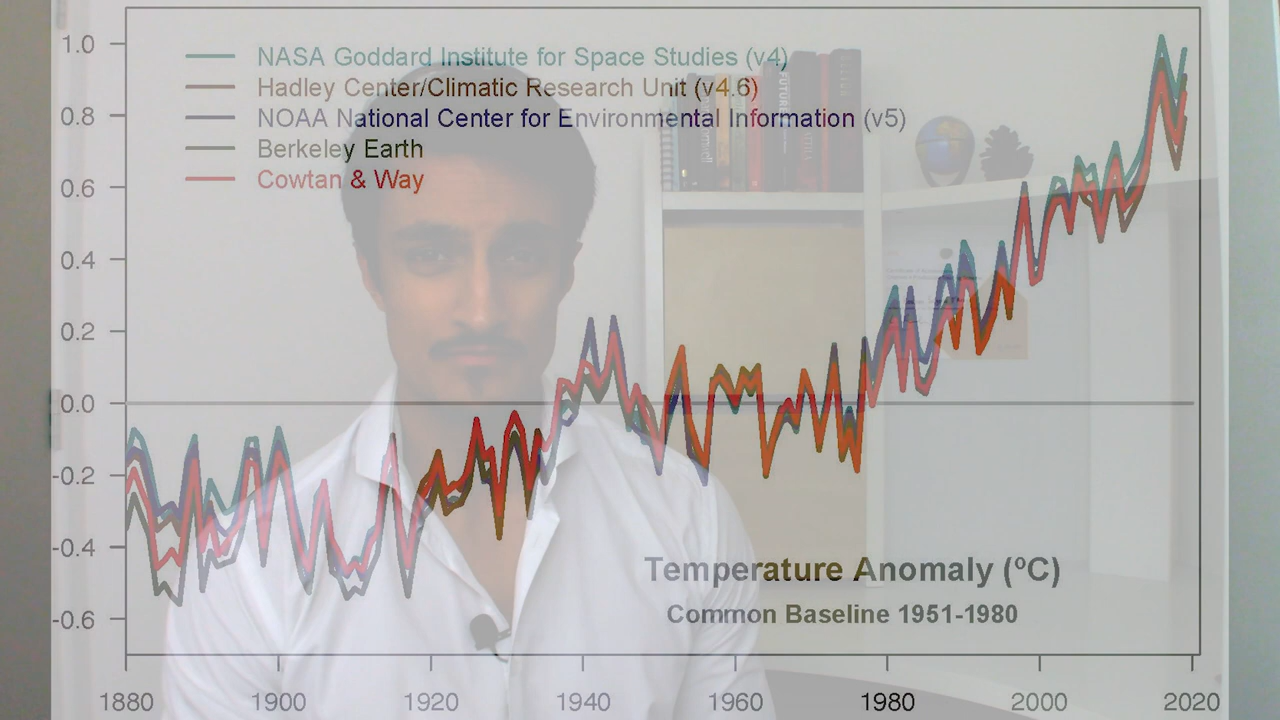 1.0
NASA Goddard Institute for Space Studies (v4)
Hadley Center/Climatic Research Unit (v4.6)
0.8
NOAA National Center for Environmental Information (v5)
Berkeley Earth
0.6
Cowtan & Way
0.4
0.2
0.0
-0.2
-0.4
Temperature Anomaly (ºC)
-0.6
Common Baseline 1951-1980
1880 1900 1920 1940 1960 1980 2000 2020